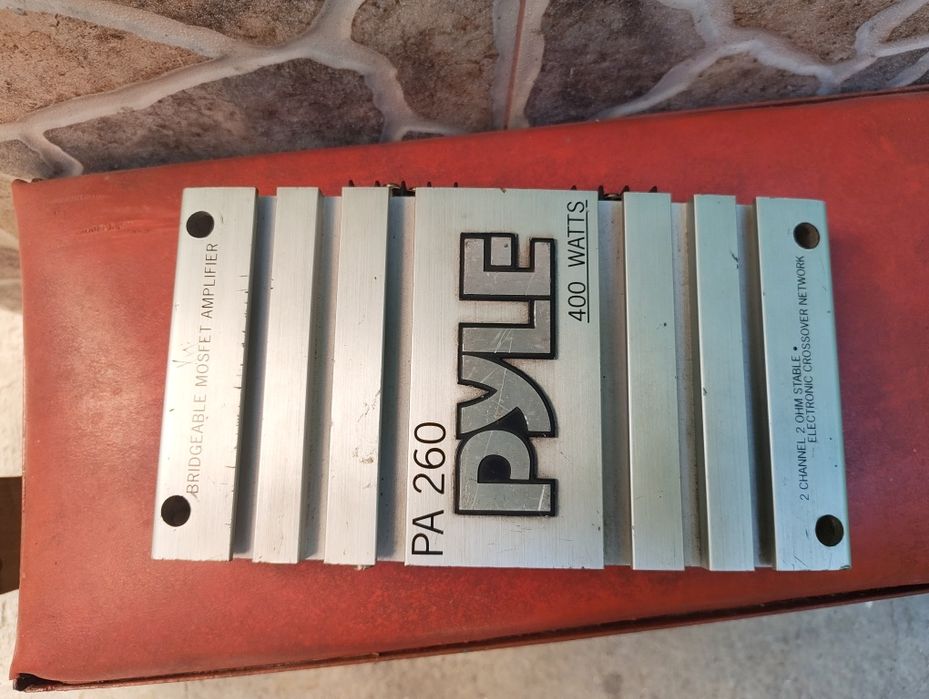 BRIDGEABLE MOSFET AMPLIFIER
PA 260
PYLE
400 WATTS
2 CHANNEL 2 OHM STABLE •
ELECTRONIC CROSSOVER NETWORK